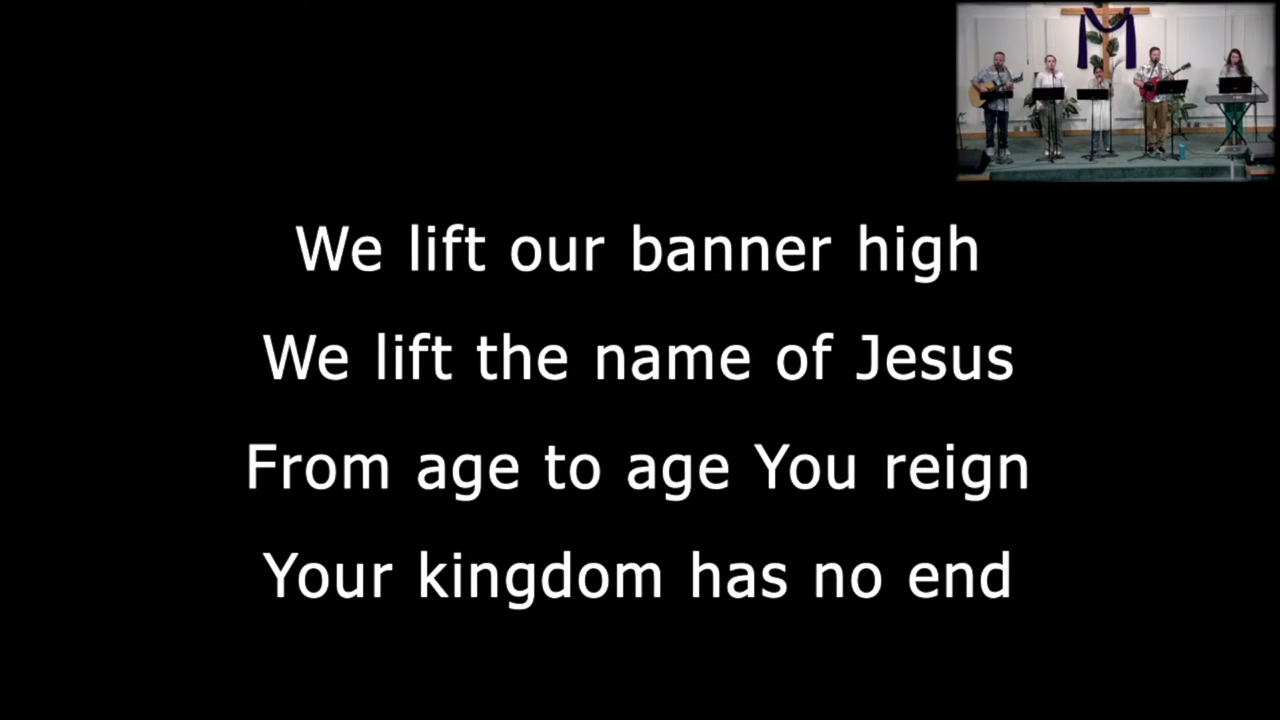 We lift our banner high
We lift the name of Jesus
From age to age You reign
Your kingdom has no end